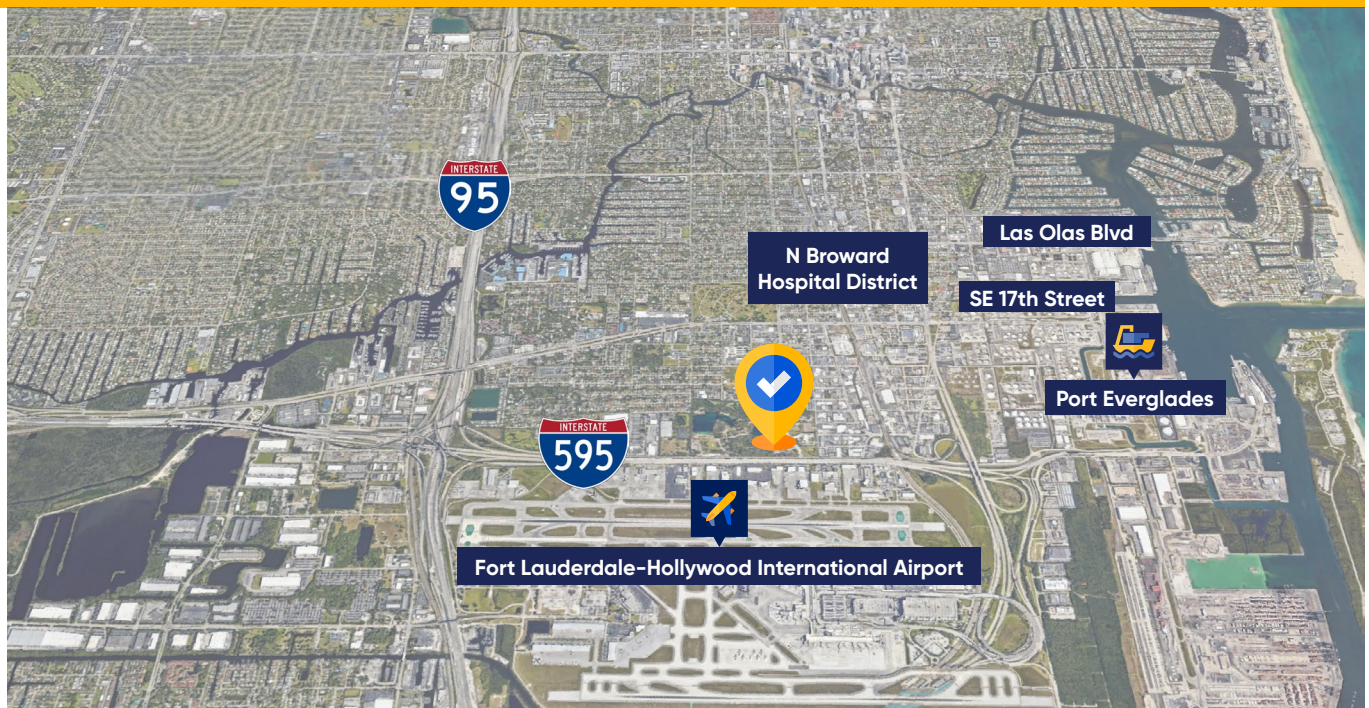 INTERSTATE
95
Las Olas Blvd
N Broward
Hospital District
SE 17th Street
Port Everglades
INTERSTATE
595
Fort Lauderdale-Hollywood International Airport